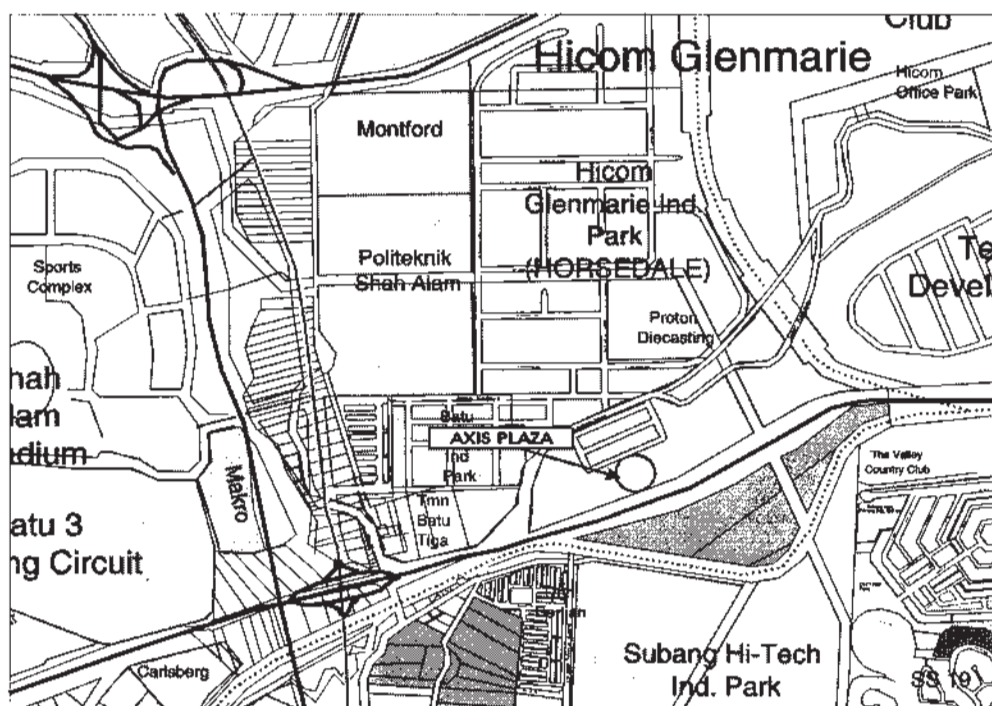 Club
Hicom Glenmarie
Hicom
Office Park
Montford
Hicom
Glenmarie Ind
Park
(HORSEDALE)
Politeknik
Shah Alam
Sports
Complex
Te
Devel
Proton
Diecasting
hah
lam
adium
Batu
AXIS PLAZA
Ind
Park
The Valley
Country Club
Makro
Tmn
Batu
Tiga
atu 3
ng Circuit
Carlsberg
Subang Hi-Tech
Ind. Park
SS 19